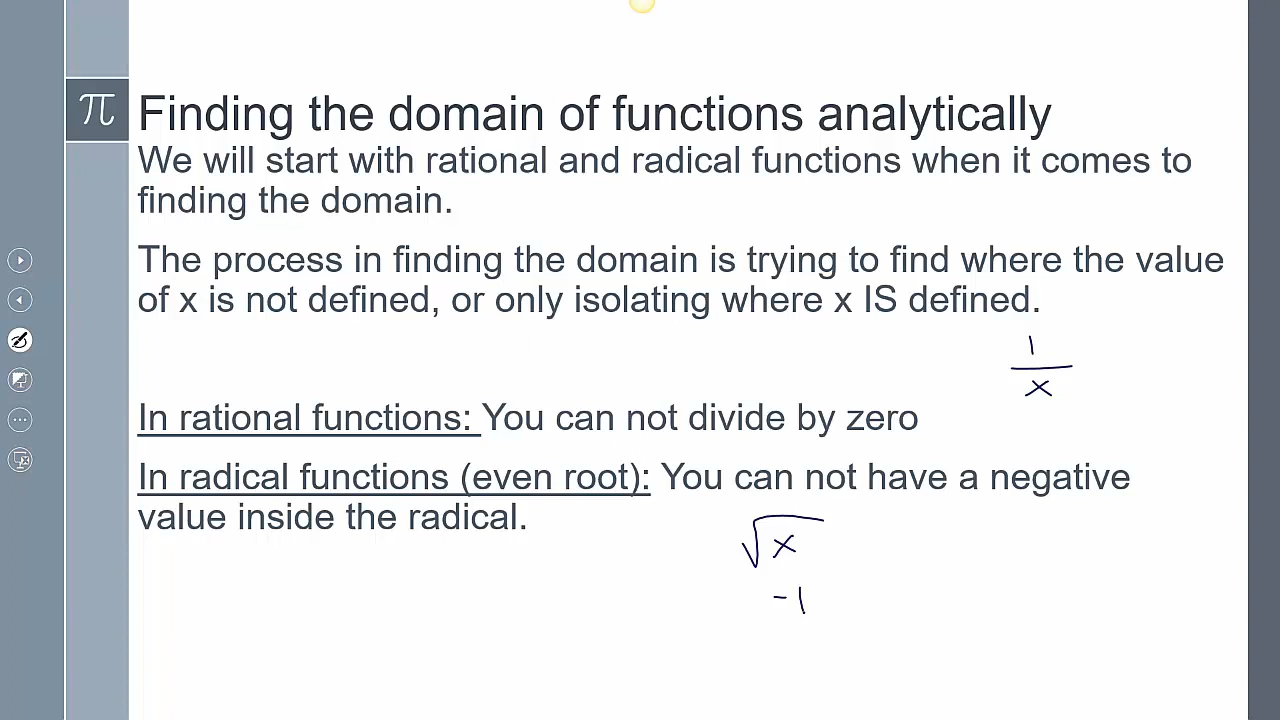 π
Finding the domain of functions analytically
We will start with rational and radical functions when it comes to
finding the domain.
The process in finding the domain is trying to find where the value
of x is not defined, or only isolating where x IS defined.
1
x
In rational functions: You can not divide by zero
In radical functions (even root): You can not have a negative
value inside the radical.
√x
-1